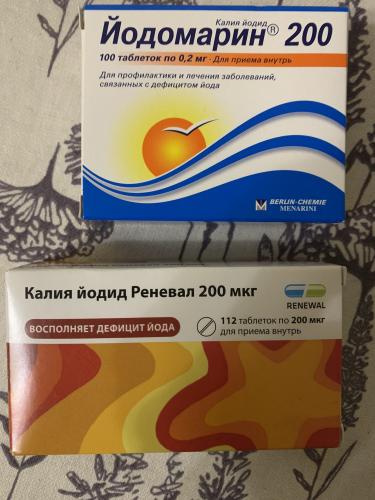 Калия йодид
Йодомарин® 200
100 таблеток по 0,2 мг · Для приема внутрь
Для профилактики и лечения заболеваний,
связанных с дефицитом йода
BERLIN-CHEMIE
MENARINI
Калия йодид Реневал 200 мкг
RENEWAL
ВОСПОЛНЯЕТ ДЕФИЦИТ ЙОДА
112 таблеток по 200 мкг
для приема внутрь